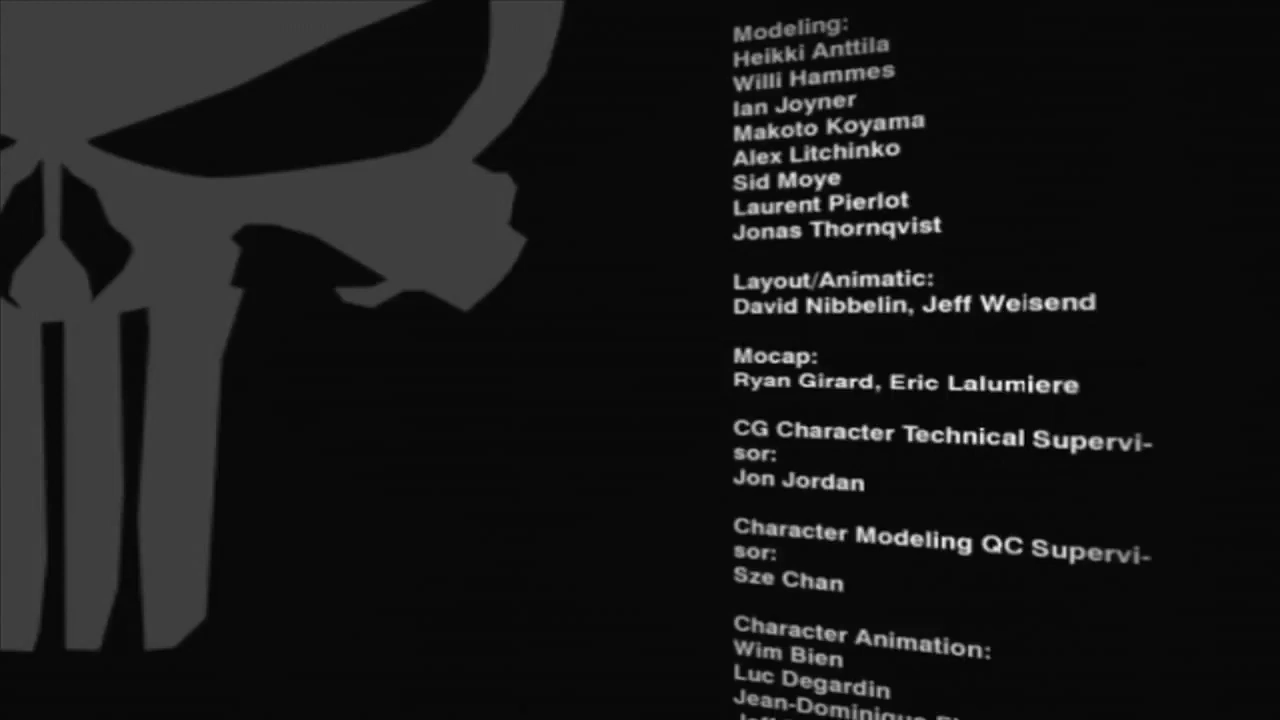 Modeling:
Heikki Anttila
Willi Hammes
Ian Joyner
Makoto Koyama
Alex Litchinko
Sid Moye
Laurent Pierlot
Jonas Thornqvist
Layout/Animatic:
David Nibbelin, Jeff Weisend
Mocap:
Ryan Girard, Eric Lalumiere
CG Character Technical Supervi-
sor:
Jon Jordan
Character Modeling QC Supervi-
sor:
Sze Chan
Character Animation:
Wim Bien
Luc Degardin
Jean-Dominique